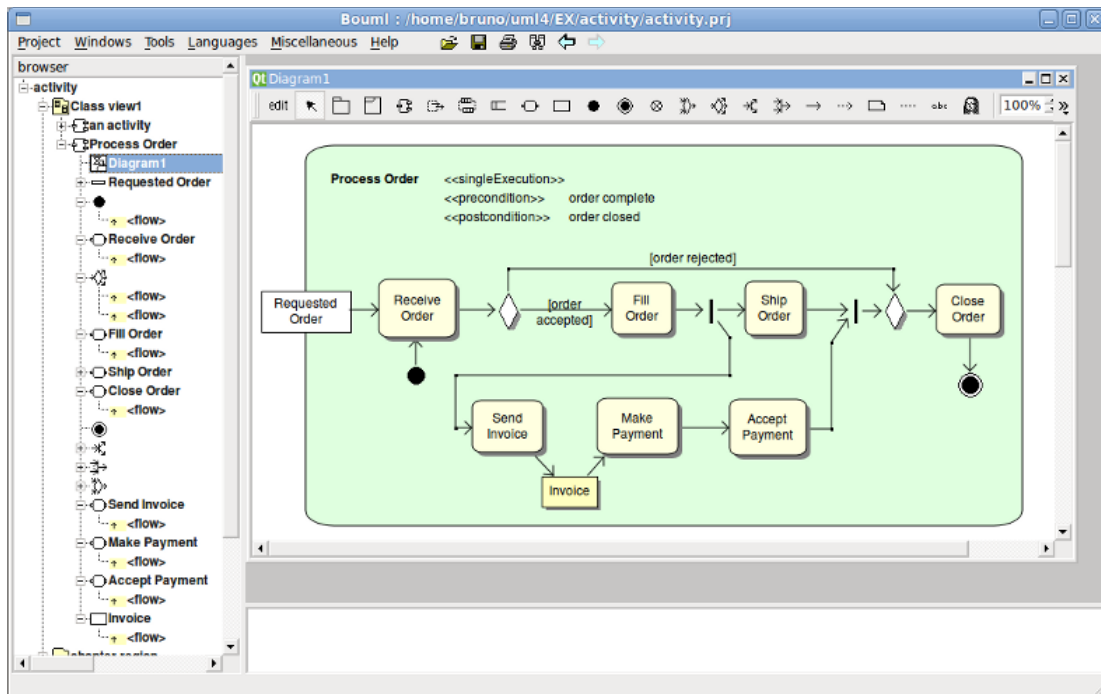 Bouml : /home/bruno/uml4/EX/activity/activity.prj
Project Windows Tools Languages Miscellaneous Help
browser
activity
Class view1
an activity
Process Order
Diagram1
Requested Order
<flow>
Receive Order
<flow>
<flow>
<flow>
Fill Order
<flow>
Ship Order
Close Order
<flow>
Send Invoice
<flow>
Make Payment
<flow>
Accept Payment
<flow>
Invoice
<flow>
Qt Diagram1
edit
abc
100%
Process Order <<singleExecution>>
<<precondition>> order complete
<<postcondition>> order closed
[order rejected]
Requested
Order
Receive
Order
[order
accepted]
Fill
Order
Ship
Order
Close
Order
Send
Invoice
Make
Payment
Accept
Payment
Invoice